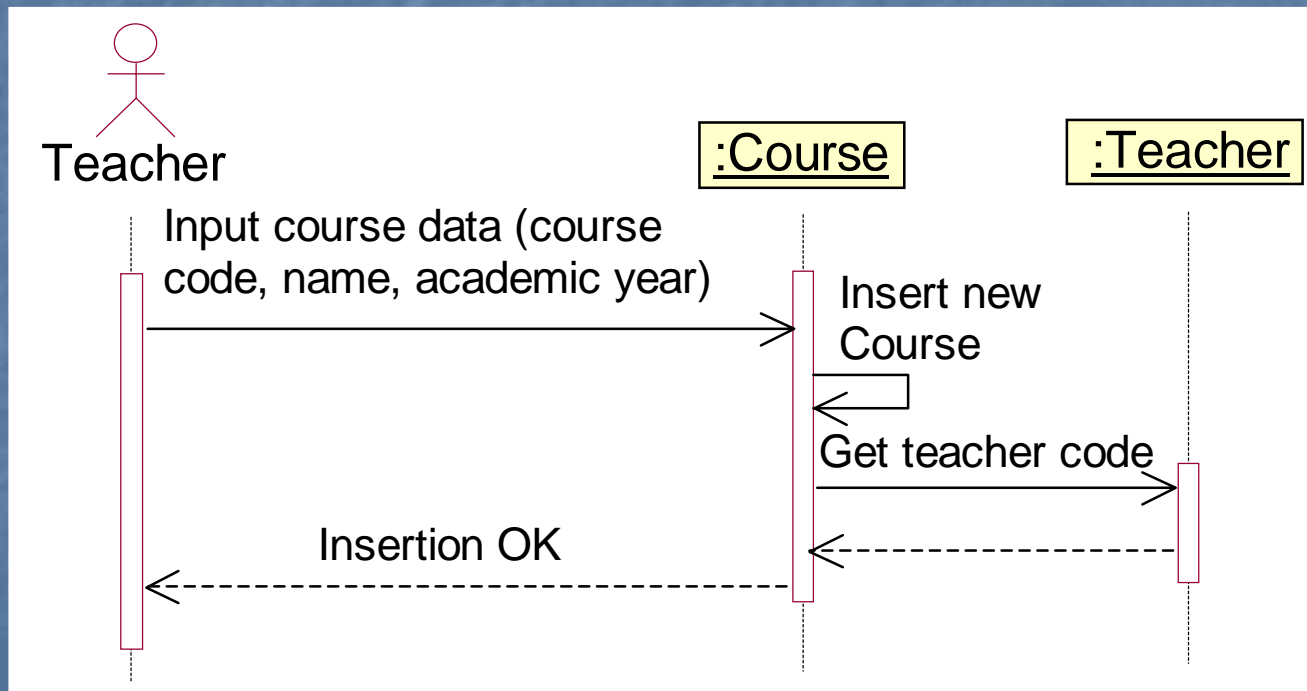 Teacher
:Course
:Teacher
Input course data (course
code, name, academic year)
Insert new
Course
Get teacher code
Insertion OK